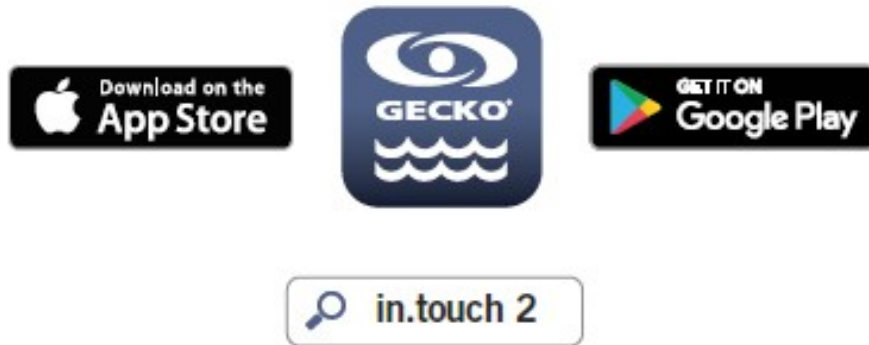 Download on the
App Store
GECKO®
GET IT ON
Google Play
in.touch 2